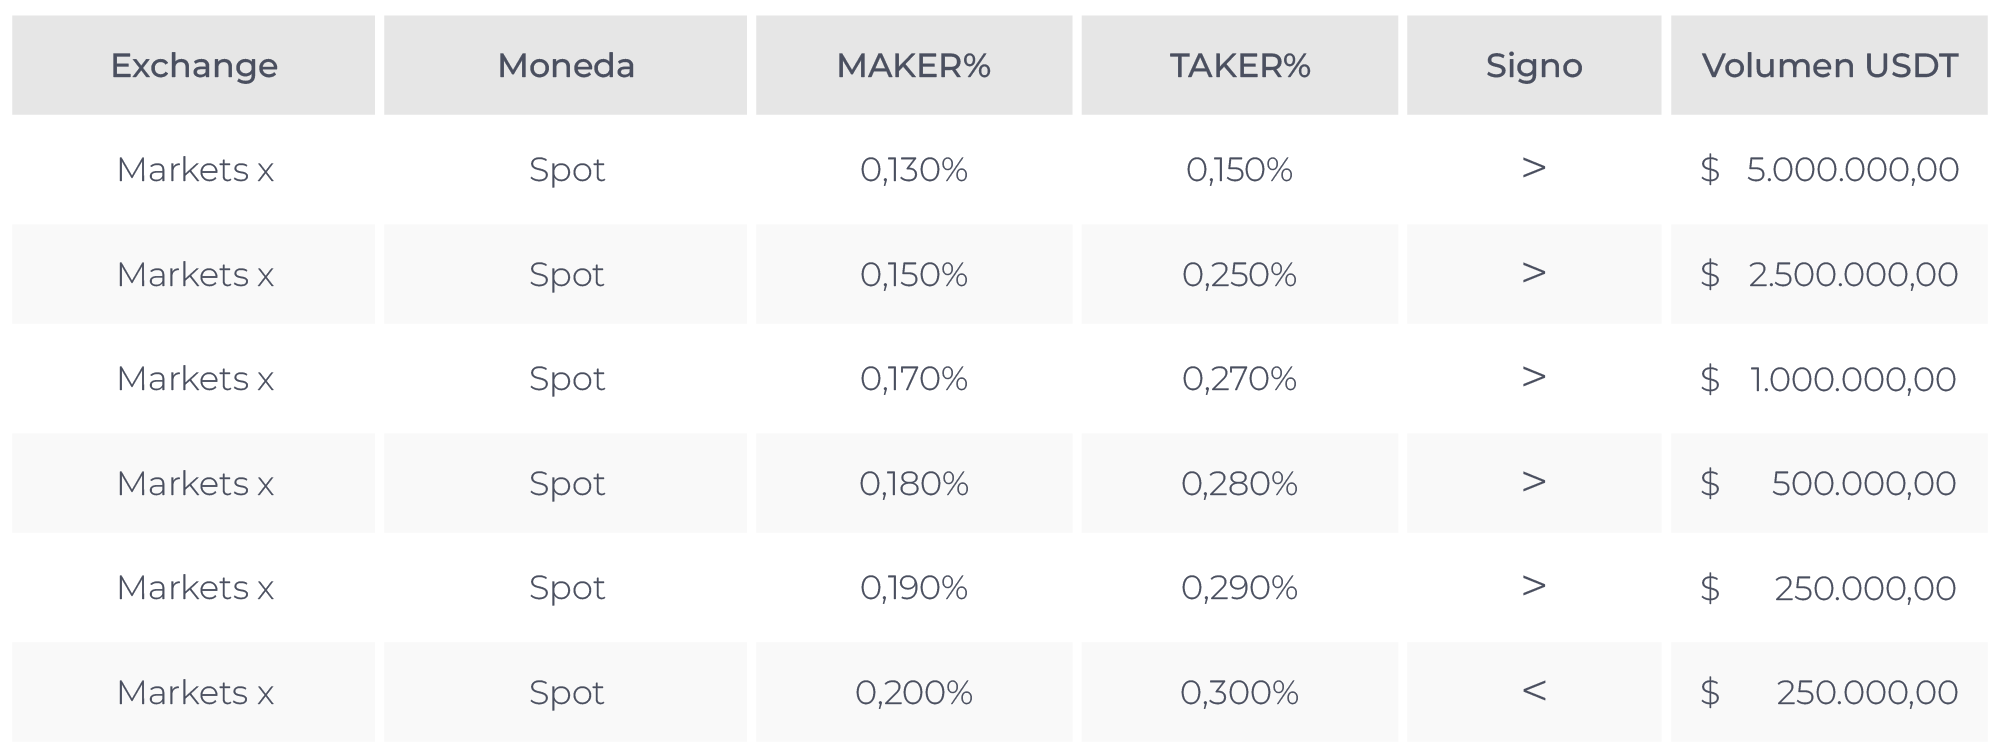 Exchange Moneda MAKER% TAKER% Signo Volumen USDT
Markets x Spot 0,130% 0,150% > $ 5.000.000,00
Markets x Spot 0,150% 0,250% > $ 2.500.000,00
Markets x Spot 0,170% 0,270% > $ 1.000.000,00
Markets x Spot 0,180% 0,280% > $ 500.000,00
Markets x Spot 0,190% 0,290% > $ 250.000,00
Markets x Spot 0,200% 0,300% < $ 250.000,00